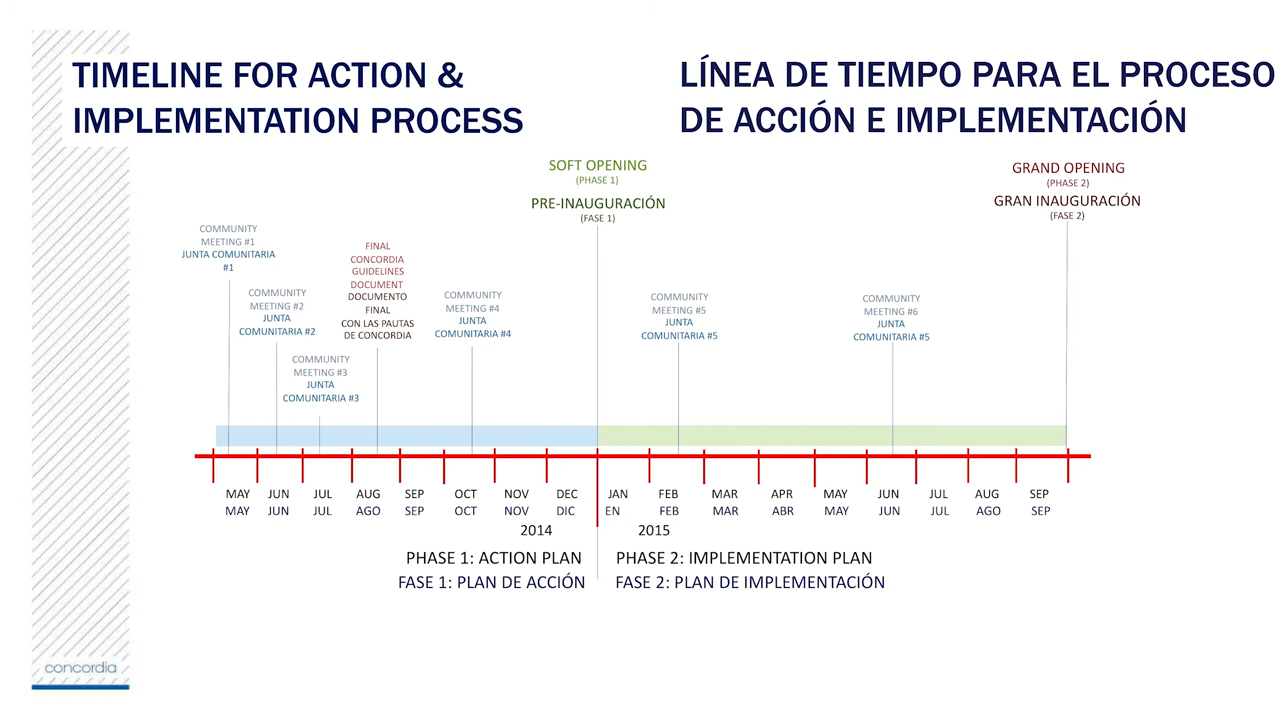 TIMELINE FOR ACTION &
IMPLEMENTATION PROCESS
LÍNEA DE TIEMPO PARA EL PROCESO
DE ACCIÓN E IMPLEMENTACIÓN
SOFT OPENING
(PHASE 1)
PRE-INAUGURACIÓN
(FASE 1)
GRAND OPENING
(PHASE 2)
GRAN INAUGURACIÓN
(FASE 2)
COMMUNITY
MEETING #1
JUNTA COMUNITARIA
#1
COMMUNITY
MEETING #2
JUNTA
COMUNITARIA #2
COMMUNITY
MEETING #3
JUNTA
COMUNITARIA #3
FINAL
CONCORDIA
GUIDELINES
DOCUMENT
DOCUMENTO
FINAL
CON LAS PAUTAS
DE CONCORDIA
COMMUNITY
MEETING #4
JUNTA
COMUNITARIA #4
COMMUNITY
MEETING #5
JUNTA
COMUNITARIA #5
COMMUNITY
MEETING #6
JUNTA
COMUNITARIA #5
MAY JUN JUL AUG SEP OCT NOV DEC JAN FEB MAR APR MAY JUN JUL AUG SEP
MAY JUN JUL AGO SEP OCT NOV DIC EN FEB MAR ABR MAY JUN JUL AGO SEP
2014 2015
PHASE 1: ACTION PLAN
FASE 1: PLAN DE ACCIÓN
PHASE 2: IMPLEMENTATION PLAN
FASE 2: PLAN DE IMPLEMENTACIÓN
concordia